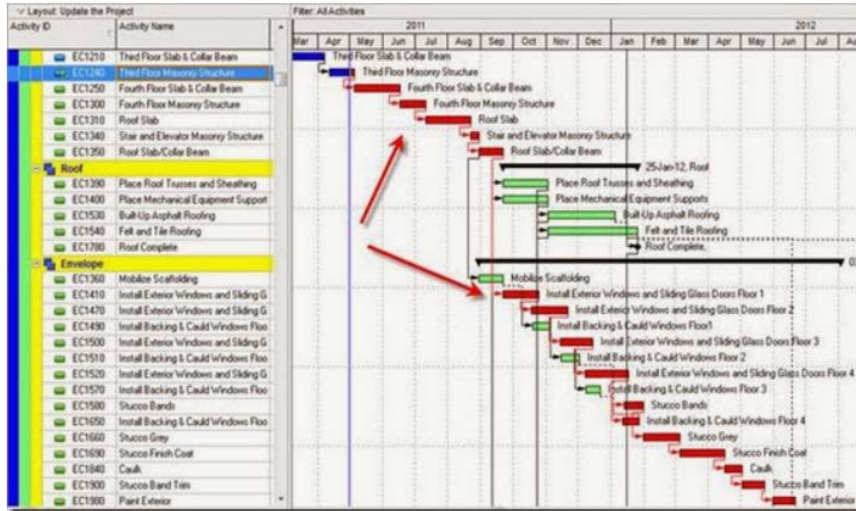 Layout: Update the Project
Filter: All Activities
Activity ID
Activity Name
2011
2012
Mar Apr May Jun Jul Aug Sep Oct Nov Dec Jan Feb Mar Apr May Jun Jul
EC1210 Third Floor Slab & Collar Beam
Third Floor Slab & Collar Beam
EC1240 Third Floor Masonry Structure
Third Floor Masonry Structure
EC1250 Fourth Floor Slab & Collar Beam
Fourth Floor Slab & Collar Beam
EC1300 Fourth Floor Masonry Structure
Fourth Floor Masonry Structure
EC1310 Roof Slab
Roof Slab
EC1340 Stair and Elevator Masonry Structure
Stair and Elevator Masonry Structure
EC1350 Roof Slab/Collar Beam
Roof Slab/Collar Beam
Roof
25-Jan-12, Roof
EC1390 Place Roof Trusses and Sheathing
Place Roof Trusses and Sheathing
EC1400 Place Mechanical Equipment Support
Place Mechanical Equipment Supports
EC1530 Built-Up Asphalt Roofing
Built-Up Asphalt Roofing
EC1540 Felt and Tile Roofing
Felt and Tile Roofing
EC1780 Roof Complete
Roof Complete,
Envelope
EC1360 Mobilize Scaffolding
Mobilize Scaffolding
EC1410 Install Exterior Windows and Sliding G
Install Exterior Windows and Sliding Glass Doors Floor 1
EC1470 Install Exterior Windows and Sliding G
Install Exterior Windows and Sliding Glass Doors Floor 2
EC1490 Install Backing & Cauld Windows Floo
Install Backing & Cauld Windows Floor1
EC1500 Install Exterior Windows and Sliding G
Install Exterior Windows and Sliding Glass Doors Floor 3
EC1510 Install Backing & Cauld Windows Floo
Install Backing & Cauld Windows Floor 2
EC1520 Install Exterior Windows and Sliding G
Install Exterior Windows and Sliding Glass Doors Floor 4
EC1570 Install Backing & Cauld Windows Floo
Install Backing & Cauld Windows Floor 3
EC1580 Stucco Bands
Stucco Bands
EC1650 Install Backing & Cauld Windows Floo
Install Backing & Cauld Windows Floor 4
EC1660 Stucco Grey
Stucco Grey
EC1690 Stucco Finish Coat
Stucco Finish Coat
EC1840 Caulk
Caulk
EC1900 Stucco Band Trim
Stucco Band Trim
EC1900 Paint Exterior
Paint Exterior